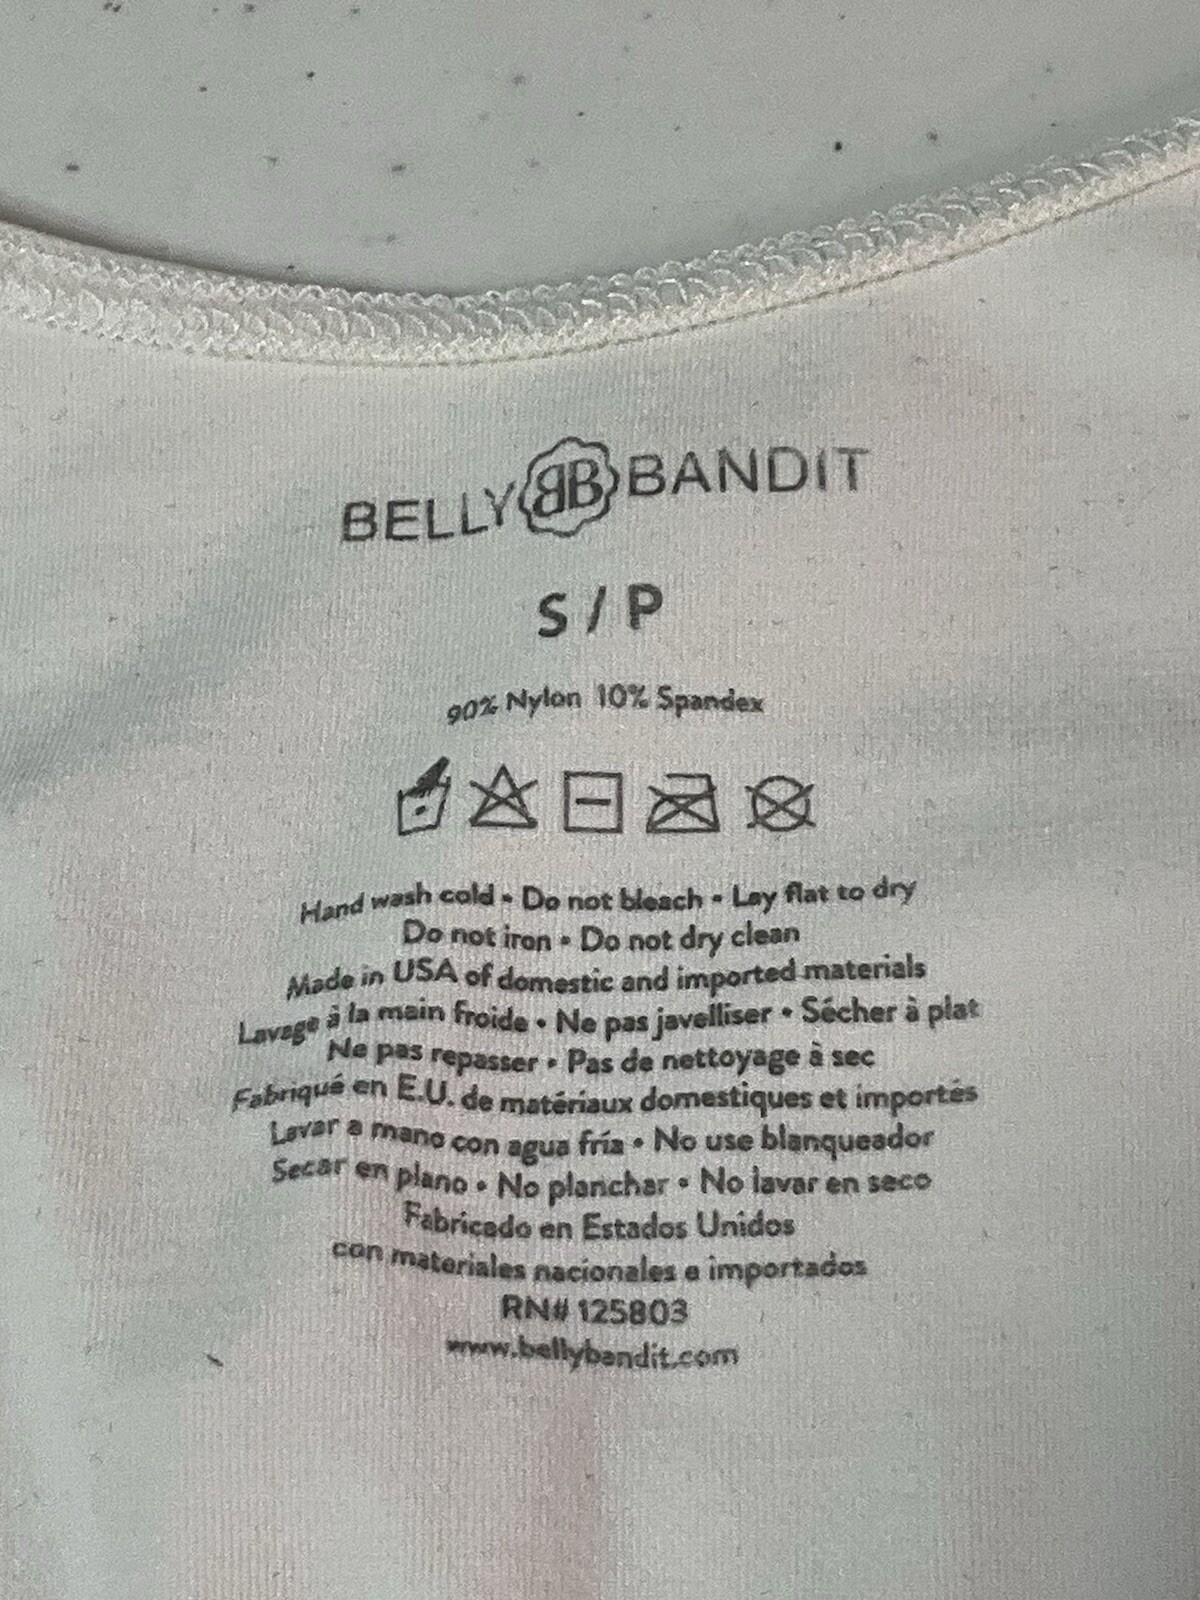 BELLY BB BANDIT
S / P
90% Nylon 10% Spandex
Hand wash cold • Do not bleach • Lay flat to dry
Do not iron • Do not dry clean
Made in USA of domestic and imported materials
Lavage à la main froide • Ne pas javelliser • Sécher à plat
Ne pas repasser • Pas de nettoyage à sec
Fabriqué en E.U. de matériaux domestiques et importés
Lavar a mano con agua fría • No use blanqueador
Secar en plano • No planchar • No lavar en seco
Fabricado en Estados Unidos
con materiales nacionales e importados
RN# 125803
www.bellybandit.com